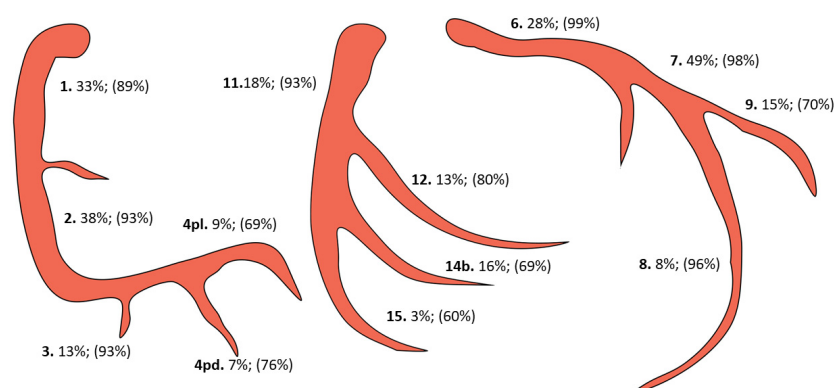 1. 33%; (89%)
2. 38%; (93%)
4pl. 9%; (69%)
3. 13%; (93%)
4pd. 7%; (76%)
11.18%; (93%)
12. 13%; (80%)
14b. 16%; (69%)
15. 3%; (60%)
6. 28%; (99%)
7. 49%; (98%)
9. 15%; (70%)
8. 8%; (96%)